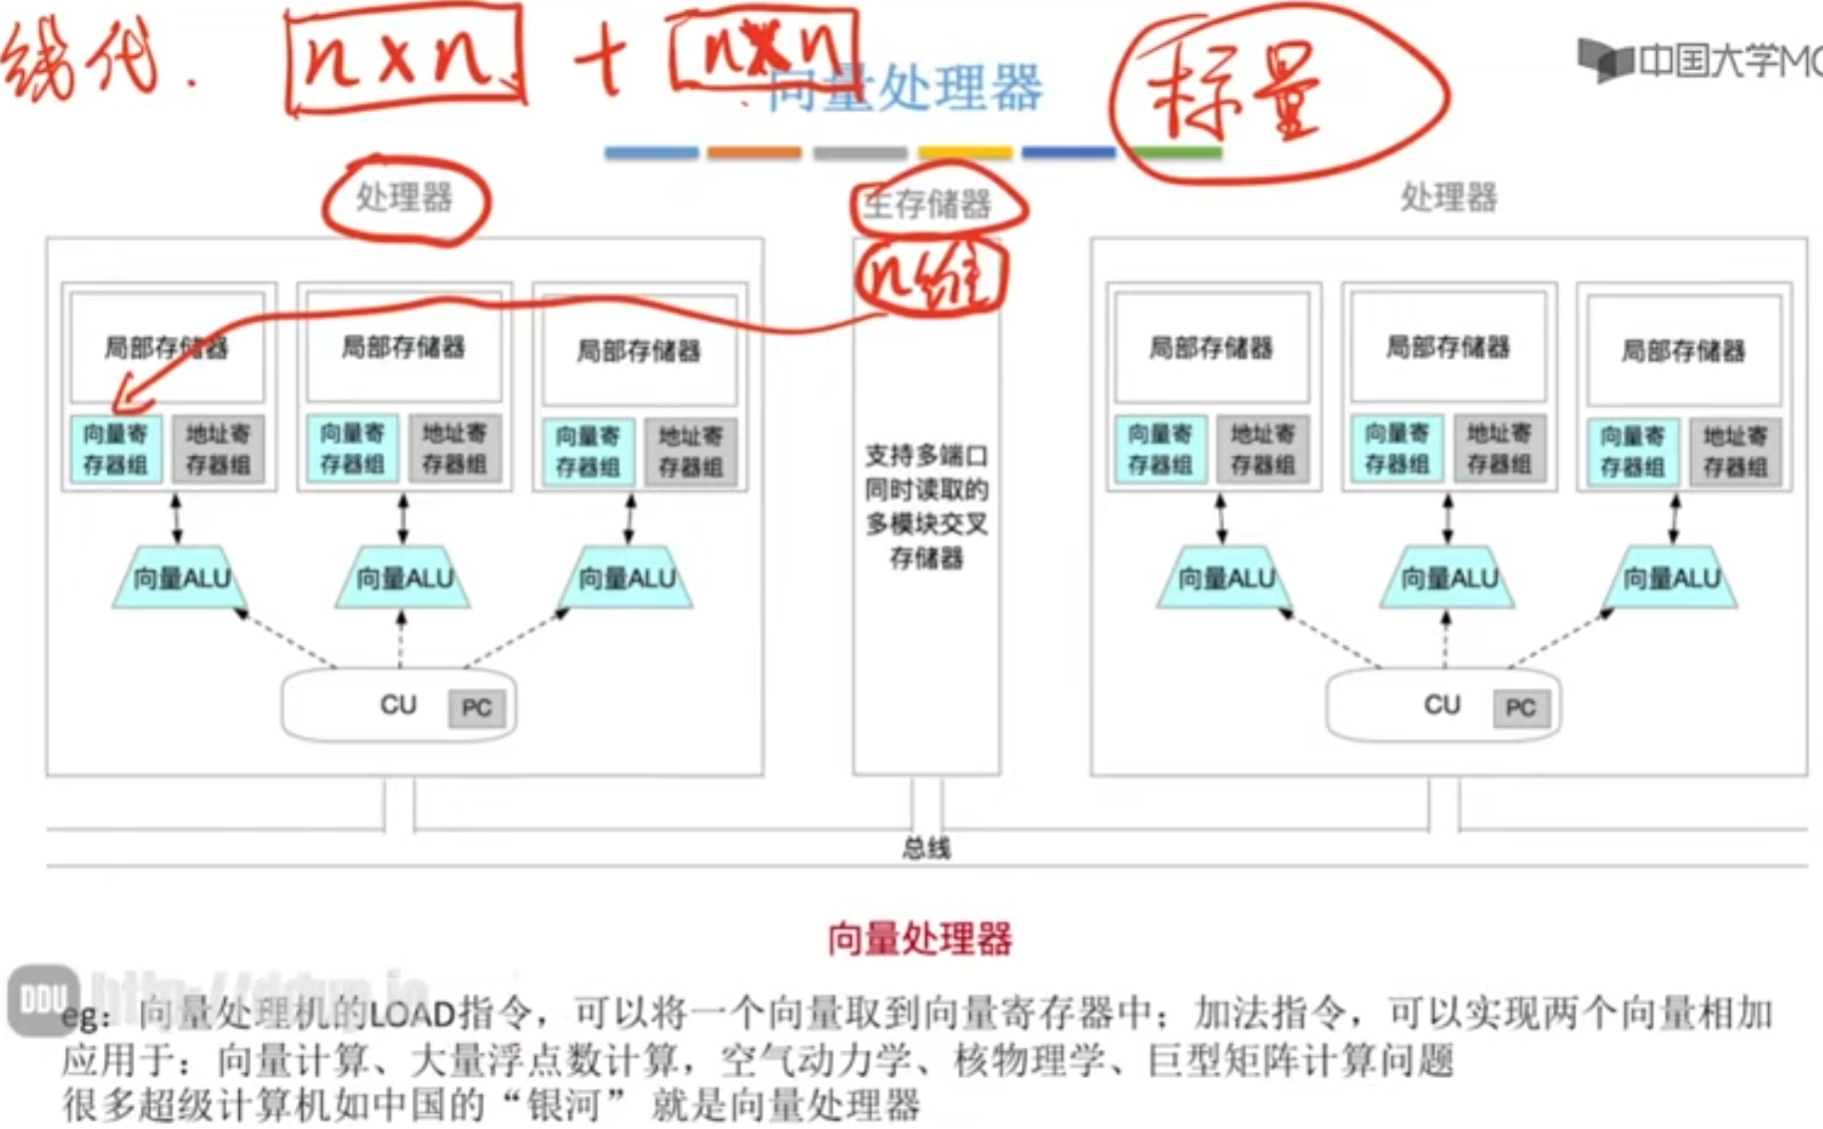 线代. n×n + n×n 标量
向量处理器
中国大学MO
处理器
主存储器
处理器
n维
局部存储器 局部存储器 局部存储器
局部存储器 局部存储器 局部存储器
向量寄存器组 地址寄存器组 向量寄存器组 地址寄存器组 向量寄存器组 地址寄存器组
向量寄存器组 地址寄存器组 向量寄存器组 地址寄存器组 向量寄存器组 地址寄存器组
支持多端口
同时读取的
多模块交叉
存储器
向量ALU 向量ALU 向量ALU
向量ALU 向量ALU 向量ALU
CU PC
CU PC
总线
向量处理器
DDU
eg：向量处理机的LOAD指令，可以将一个向量取到向量寄存器中；加法指令，可以实现两个向量相加
应用于：向量计算、大量浮点数计算，空气动力学、核物理学、巨型矩阵计算问题
很多超级计算机如中国的“银河” 就是向量处理器